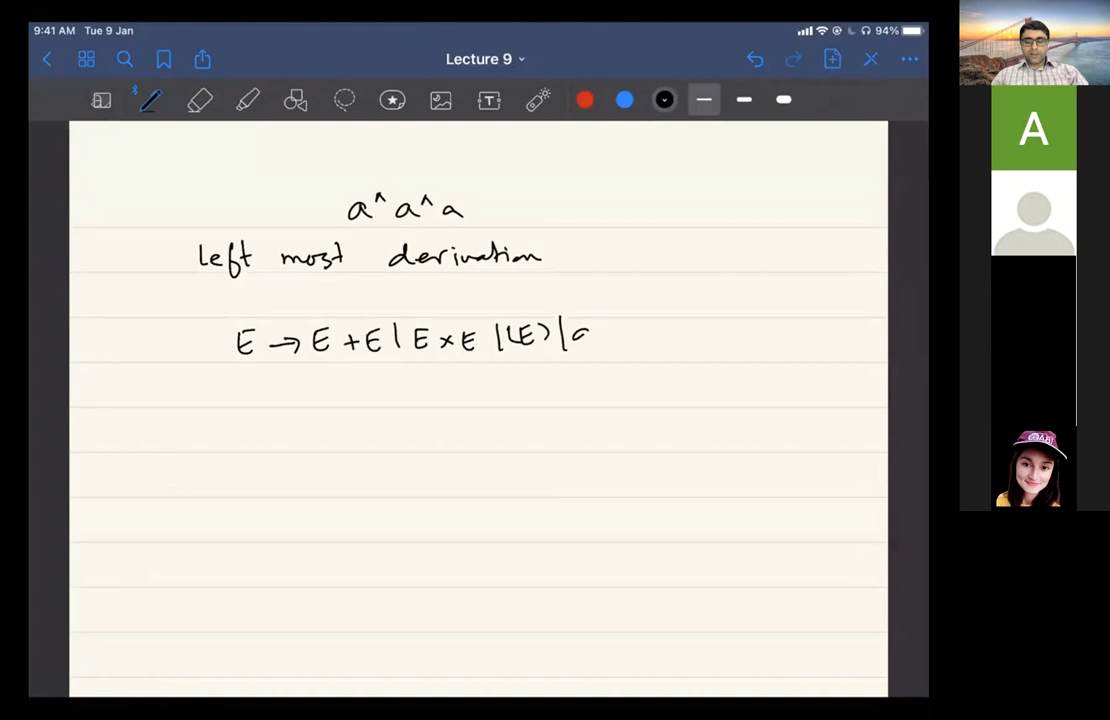 9:41 AM Tue 9 Jan
94%
Lecture 9
T
a^ a^ a
left most derivation
E → E + E | E × E | (E) | a
A